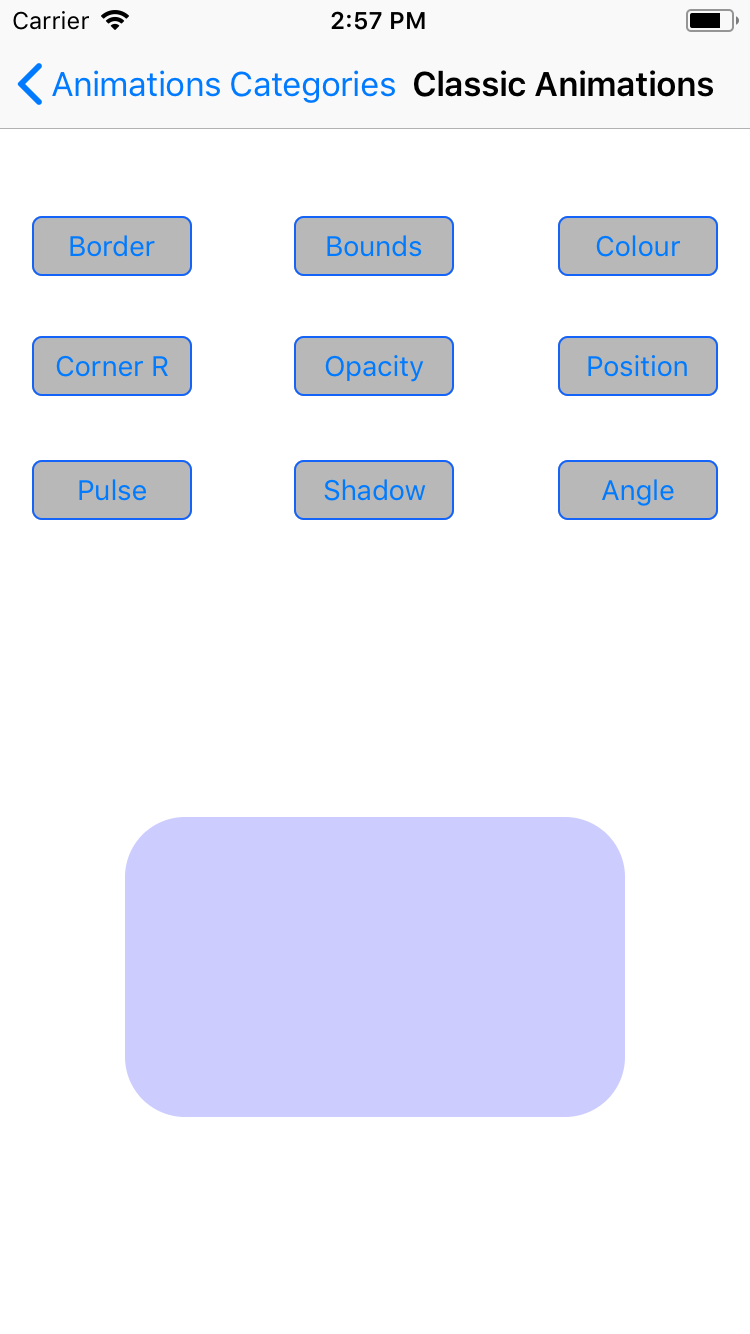 Carrier 2:57 PM
Animations Categories Classic Animations
Border Bounds Colour
Corner R Opacity Position
Pulse Shadow Angle